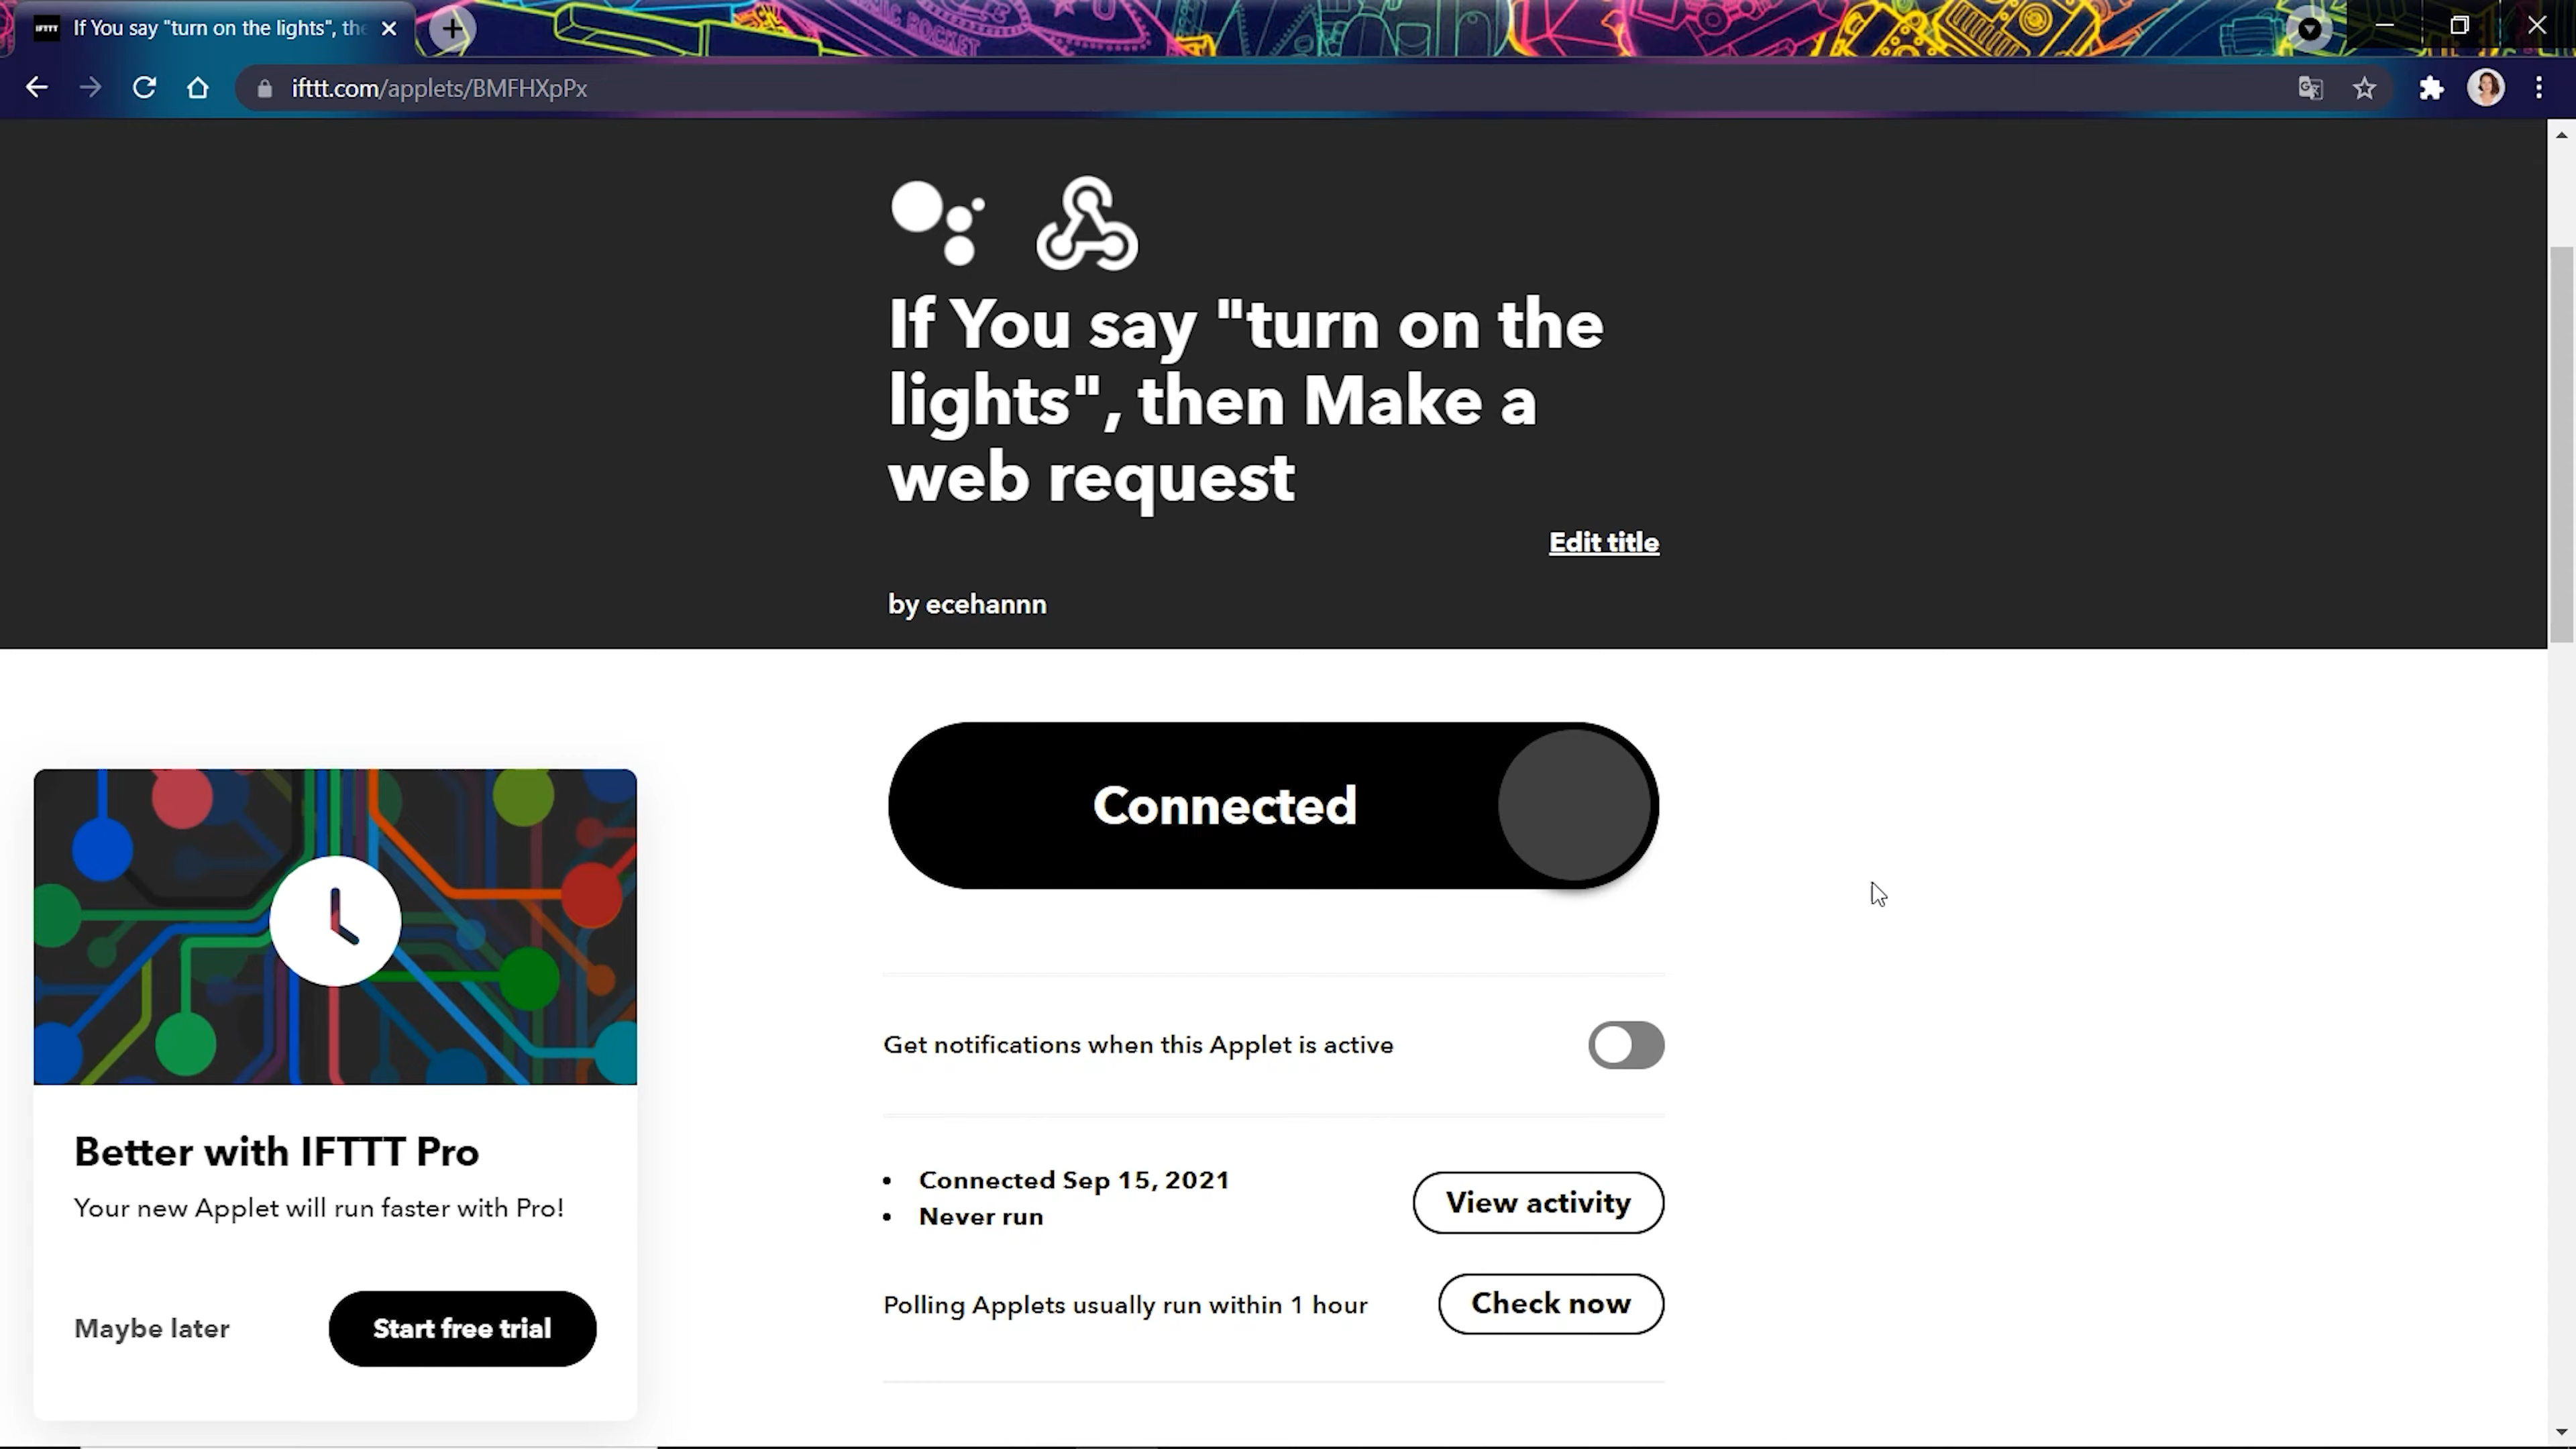 IFTTT
If You say "turn on the lights", the
ifttt.com/applets/BMFHXpPx
If You say "turn on the
lights", then Make a
web request
Edit title
by ecehannn
Connected
Get notifications when this Applet is active
Better with IFTTT Pro
Your new Applet will run faster with Pro!
Maybe later
Start free trial
• Connected Sep 15, 2021
• Never run
View activity
Polling Applets usually run within 1 hour
Check now